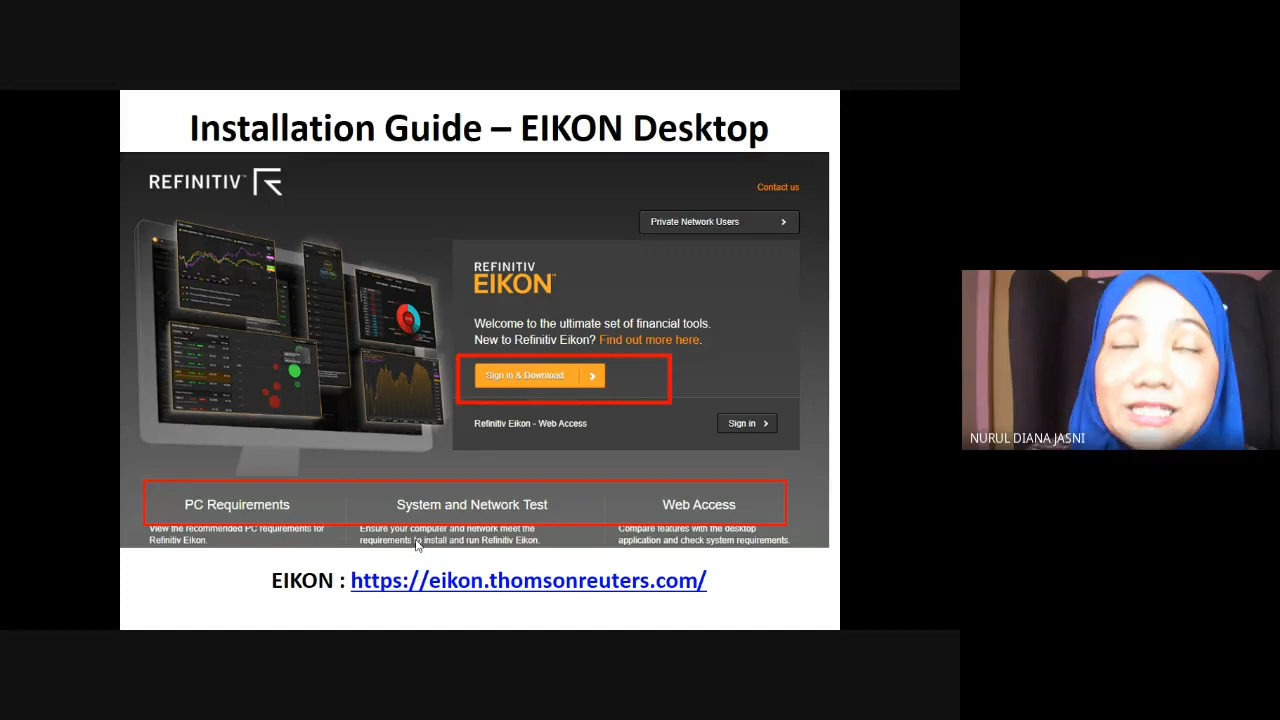 Installation Guide – EIKON Desktop
REFINITIV™
Contact us
Private Network Users
REFINITIV
EIKON™
Welcome to the ultimate set of financial tools.
New to Refinitiv Eikon? Find out more here.
Sign in & Download
Refinitiv Eikon - Web Access
Sign in
PC Requirements
System and Network Test
Web Access
View the recommended PC requirements for
Refinitiv Eikon.
Ensure your computer and network meet the
requirements to install and run Refinitiv Eikon.
Compare features with the desktop
application and check system requirements.
EIKON : https://eikon.thomsonreuters.com/
NURUL DIANA JASNI